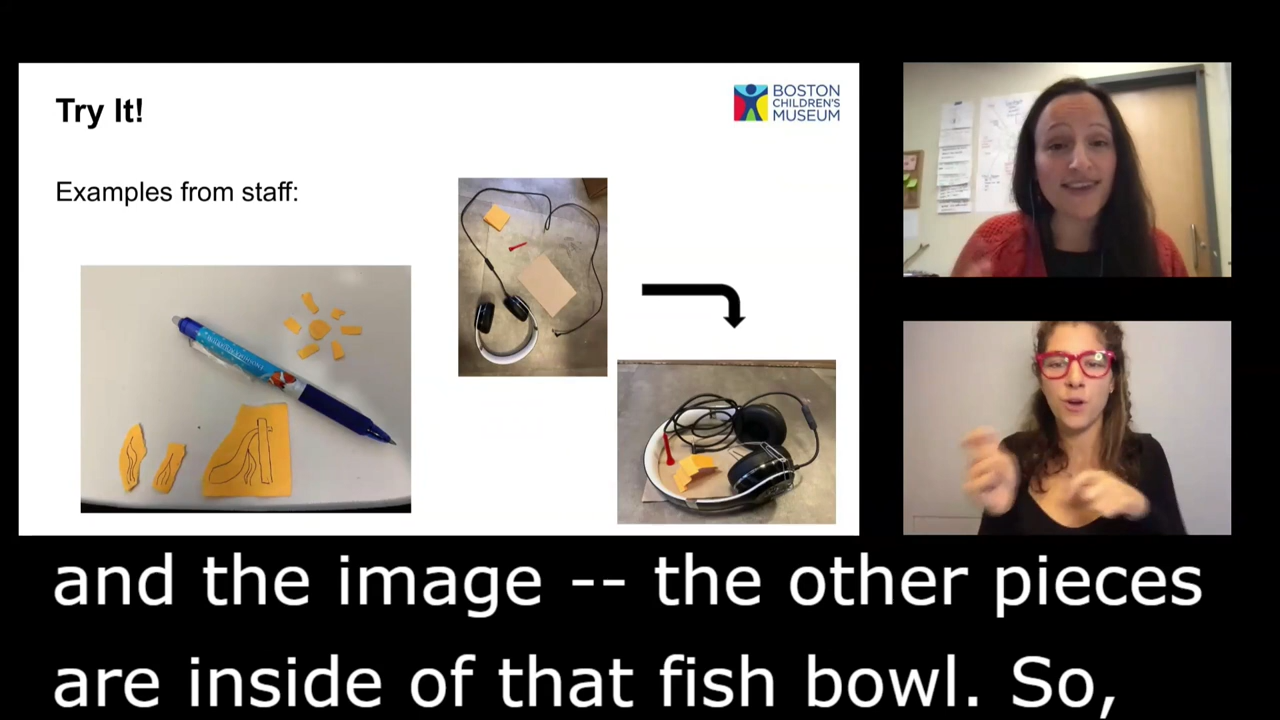 Try It!
BOSTON
CHILDREN'S
MUSEUM
Examples from staff:
and the image -- the other pieces
are inside of that fish bowl. So,